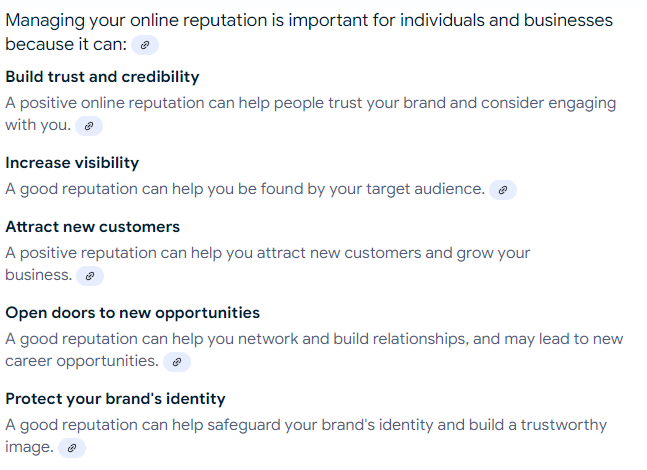 Managing your online reputation is important for individuals and businesses
because it can:
Build trust and credibility
A positive online reputation can help people trust your brand and consider engaging
with you.
Increase visibility
A good reputation can help you be found by your target audience.
Attract new customers
A positive reputation can help you attract new customers and grow your
business.
Open doors to new opportunities
A good reputation can help you network and build relationships, and may lead to new
career opportunities.
Protect your brand's identity
A good reputation can help safeguard your brand's identity and build a trustworthy
image.